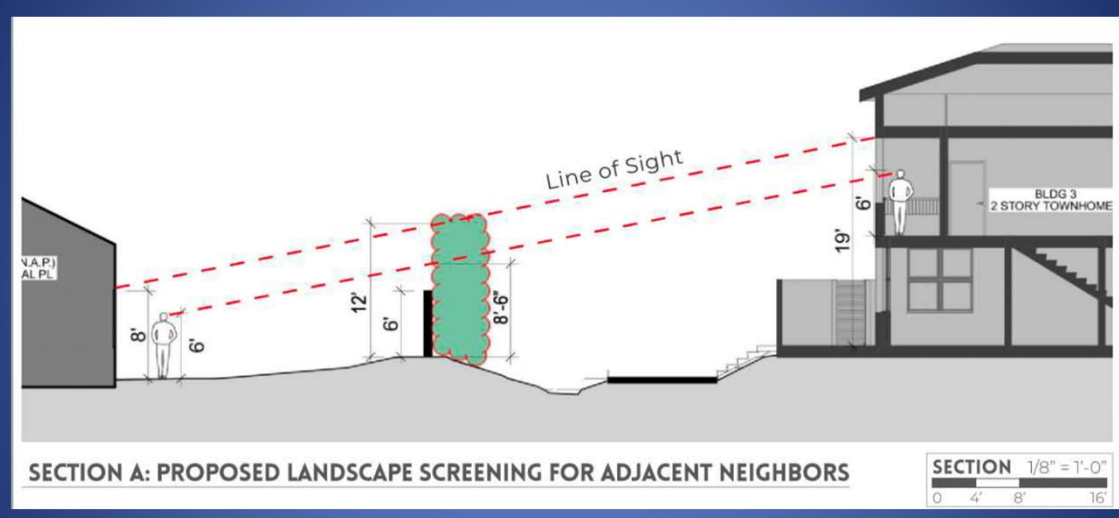 Line of Sight
BLDG 3
2 STORY TOWNHOME
N.A.P.)
AL PL
6'
19'
12'
8'-6"
6'
8'
6'
SECTION A: PROPOSED LANDSCAPE SCREENING FOR ADJACENT NEIGHBORS
SECTION 1/8" = 1'-0"
0 4' 8' 16'